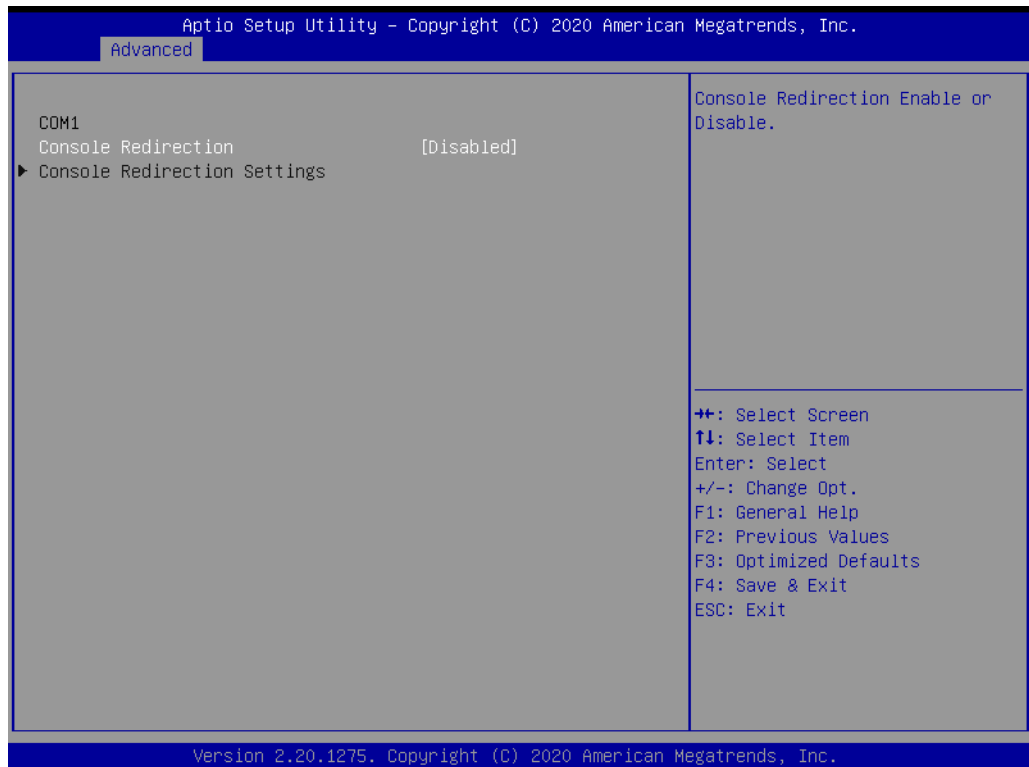 Aptio Setup Utility – Copyright (C) 2020 American Megatrends, Inc.
Advanced
COM1
Console Redirection [Disabled]
▶ Console Redirection Settings
Console Redirection Enable or
Disable.
→←: Select Screen
↑↓: Select Item
Enter: Select
+/-: Change Opt.
F1: General Help
F2: Previous Values
F3: Optimized Defaults
F4: Save & Exit
ESC: Exit
Version 2.20.1275. Copyright (C) 2020 American Megatrends, Inc.